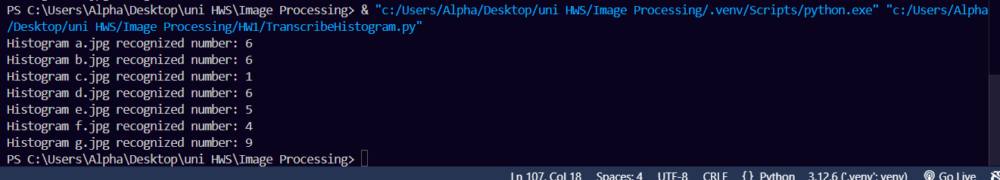 PS C:\Users\Alpha\Desktop\uni HWS\Image Processing> & "c:/Users/Alpha/Desktop/uni HWS/Image Processing/.venv/Scripts/python.exe" "c:/Users/Alpha
/Desktop/uni HWS/Image Processing/HW1/TranscribeHistogram.py"
Histogram a.jpg recognized number: 6
Histogram b.jpg recognized number: 6
Histogram c.jpg recognized number: 1
Histogram d.jpg recognized number: 6
Histogram e.jpg recognized number: 5
Histogram f.jpg recognized number: 4
Histogram g.jpg recognized number: 9
PS C:\Users\Alpha\Desktop\uni HWS\Image Processing>
Ln 107, Col 18 Spaces: 4 UTF-8 CRLF {} Python 3.12.6 ('.venv': venv) Go Live